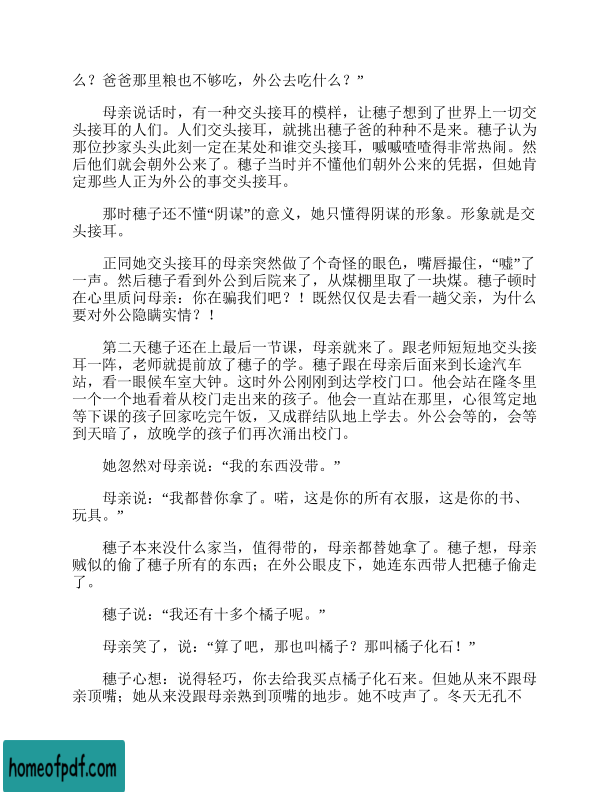 么？爸爸那里粮也不够吃，外公去吃什么？”
母亲说话时，有一种交头接耳的模样，让穗子想到了世界上一切交
头接耳的人们。人们交头接耳，就挑出穗子爸的种种不是来。穗子认为
那位抄家头头此刻一定在某处和谁交头接耳，嘁嘁喳喳得非常热闹。然
后他们就会朝外公来了。穗子当时并不懂他们朝外公来的凭据，但她肯
定那些人正为外公的事交头接耳。
那时穗子还不懂“阴谋”的意义，她只懂得阴谋的形象。形象就是交
头接耳。
正同她交头接耳的母亲突然做了个奇怪的眼色，嘴唇撮住，“嘘”了
一声。然后穗子看到外公到后院来了，从煤棚里取了一块煤。穗子顿时
在心里质问母亲：你在骗我们吧？！既然仅仅是去看一趟父亲，为什么
要对外公隐瞒实情？！
第二天穗子还在上最后一节课，母亲就来了。跟老师短短地交头接
耳一阵，老师就提前放了穗子的学。穗子跟在母亲后面来到长途汽车
站，看一眼候车室大钟。这时外公刚刚到达学校门口。他会站在隆冬里
一个一个地看着从校门走出来的孩子。他会一直站在那里，心很笃定地
等下课的孩子回家吃完午饭，又成群结队地上学去。外公会等的，会等
到天暗了，放晚学的孩子们再次涌出校门。
她忽然对母亲说：“我的东西没带。”
母亲说：“我都替你拿了。喏，这是你的所有衣服，这是你的书、
玩具。”
穗子本来没什么家当，值得带的，母亲都替她拿了。穗子想，母亲
贼似的偷了穗子所有的东西；在外公眼皮下，她连东西带人把穗子偷走
了。
穗子说：“我还有十多个橘子呢。”
母亲笑了，说：“算了吧，那也叫橘子？那叫橘子化石！”
穗子心想：说得轻巧，你去给我买点橘子化石来。但她从来不跟母
亲顶嘴；她从来没跟母亲熟到顶嘴的地步。她不吱声了。冬天无孔不
homeofpdf.com